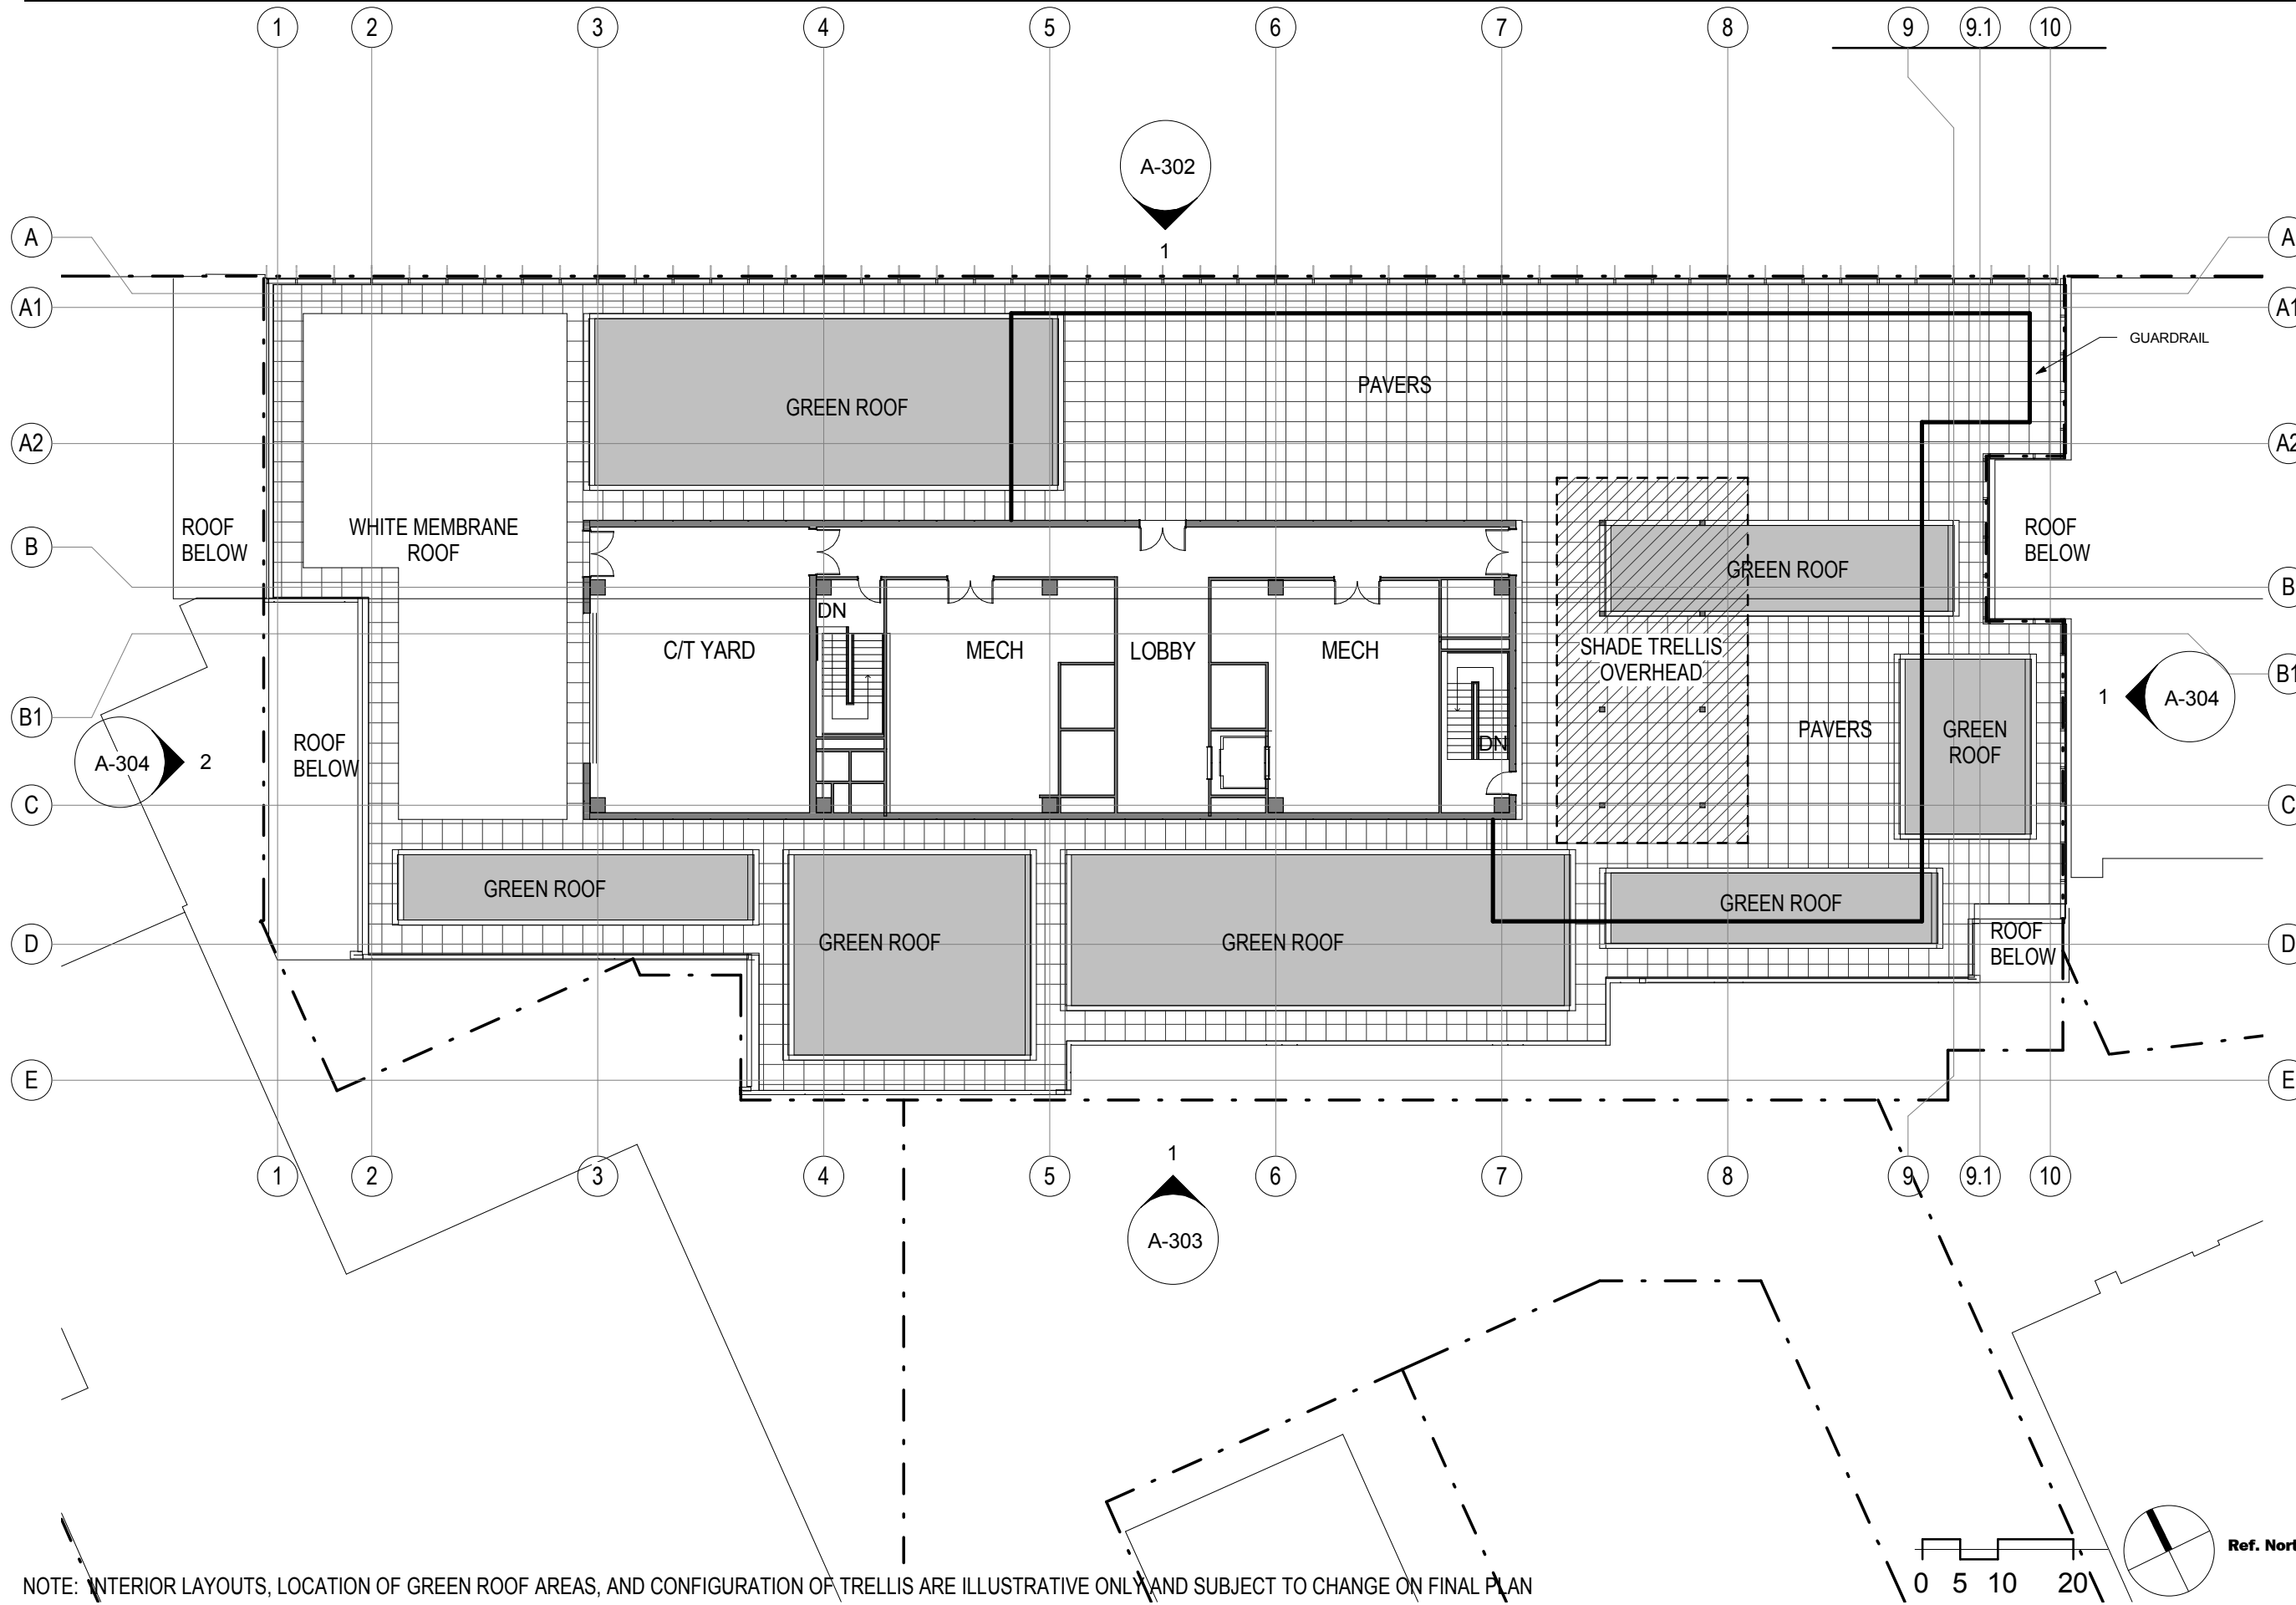 1 2 3 4 5 6 7 8 9 9.1 10
A-302
1
A A
A1 A1
GUARDRAIL
PAVERS
GREEN ROOF
A2 A2
ROOF
BELOW
WHITE MEMBRANE
ROOF
ROOF
BELOW
B B
GREEN ROOF
DN
C/T YARD
MECH
LOBBY
MECH
SHADE TRELLIS
OVERHEAD
B1 B1
1 A-304
A-304 2
ROOF
BELOW
DN
PAVERS
GREEN
ROOF
C C
GREEN ROOF
GREEN ROOF
GREEN ROOF
GREEN ROOF
ROOF
BELOW
D D
E E
1 2 3 4 5 6 7 8 9 9.1 10
1
A-303
Ref. Nort
0 5 10 20
NOTE: INTERIOR LAYOUTS, LOCATION OF GREEN ROOF AREAS, AND CONFIGURATION OF TRELLIS ARE ILLUSTRATIVE ONLY AND SUBJECT TO CHANGE ON FINAL PLAN